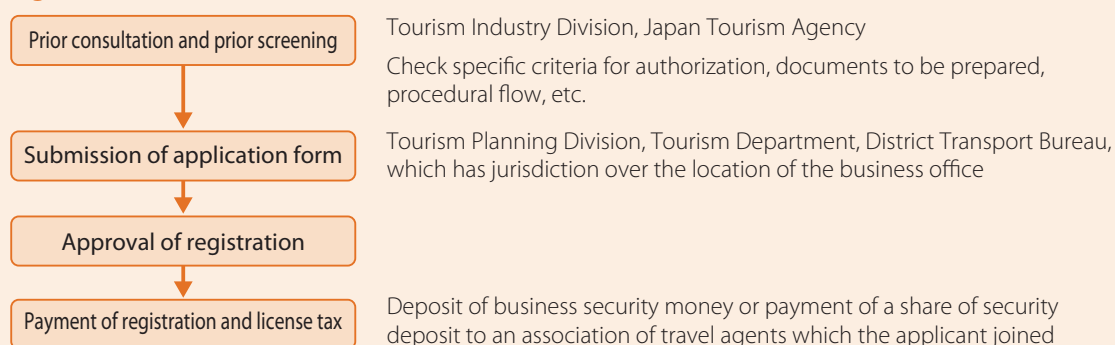 Prior consultation and prior screening
Tourism Industry Division, Japan Tourism Agency
Check specific criteria for authorization, documents to be prepared,
procedural flow, etc.
Submission of application form
Tourism Planning Division, Tourism Department, District Transport Bureau,
which has jurisdiction over the location of the business office
Approval of registration
Payment of registration and license tax
Deposit of business security money or payment of a share of security
deposit to an association of travel agents which the applicant joined